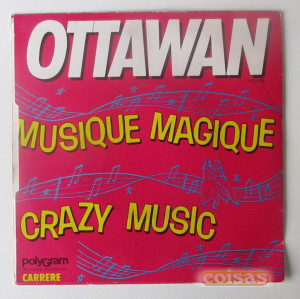 OTTAWAN
MUSIQUE MAGIQUE
CRAZY MUSIC
polyGram
CARRERE
coisas